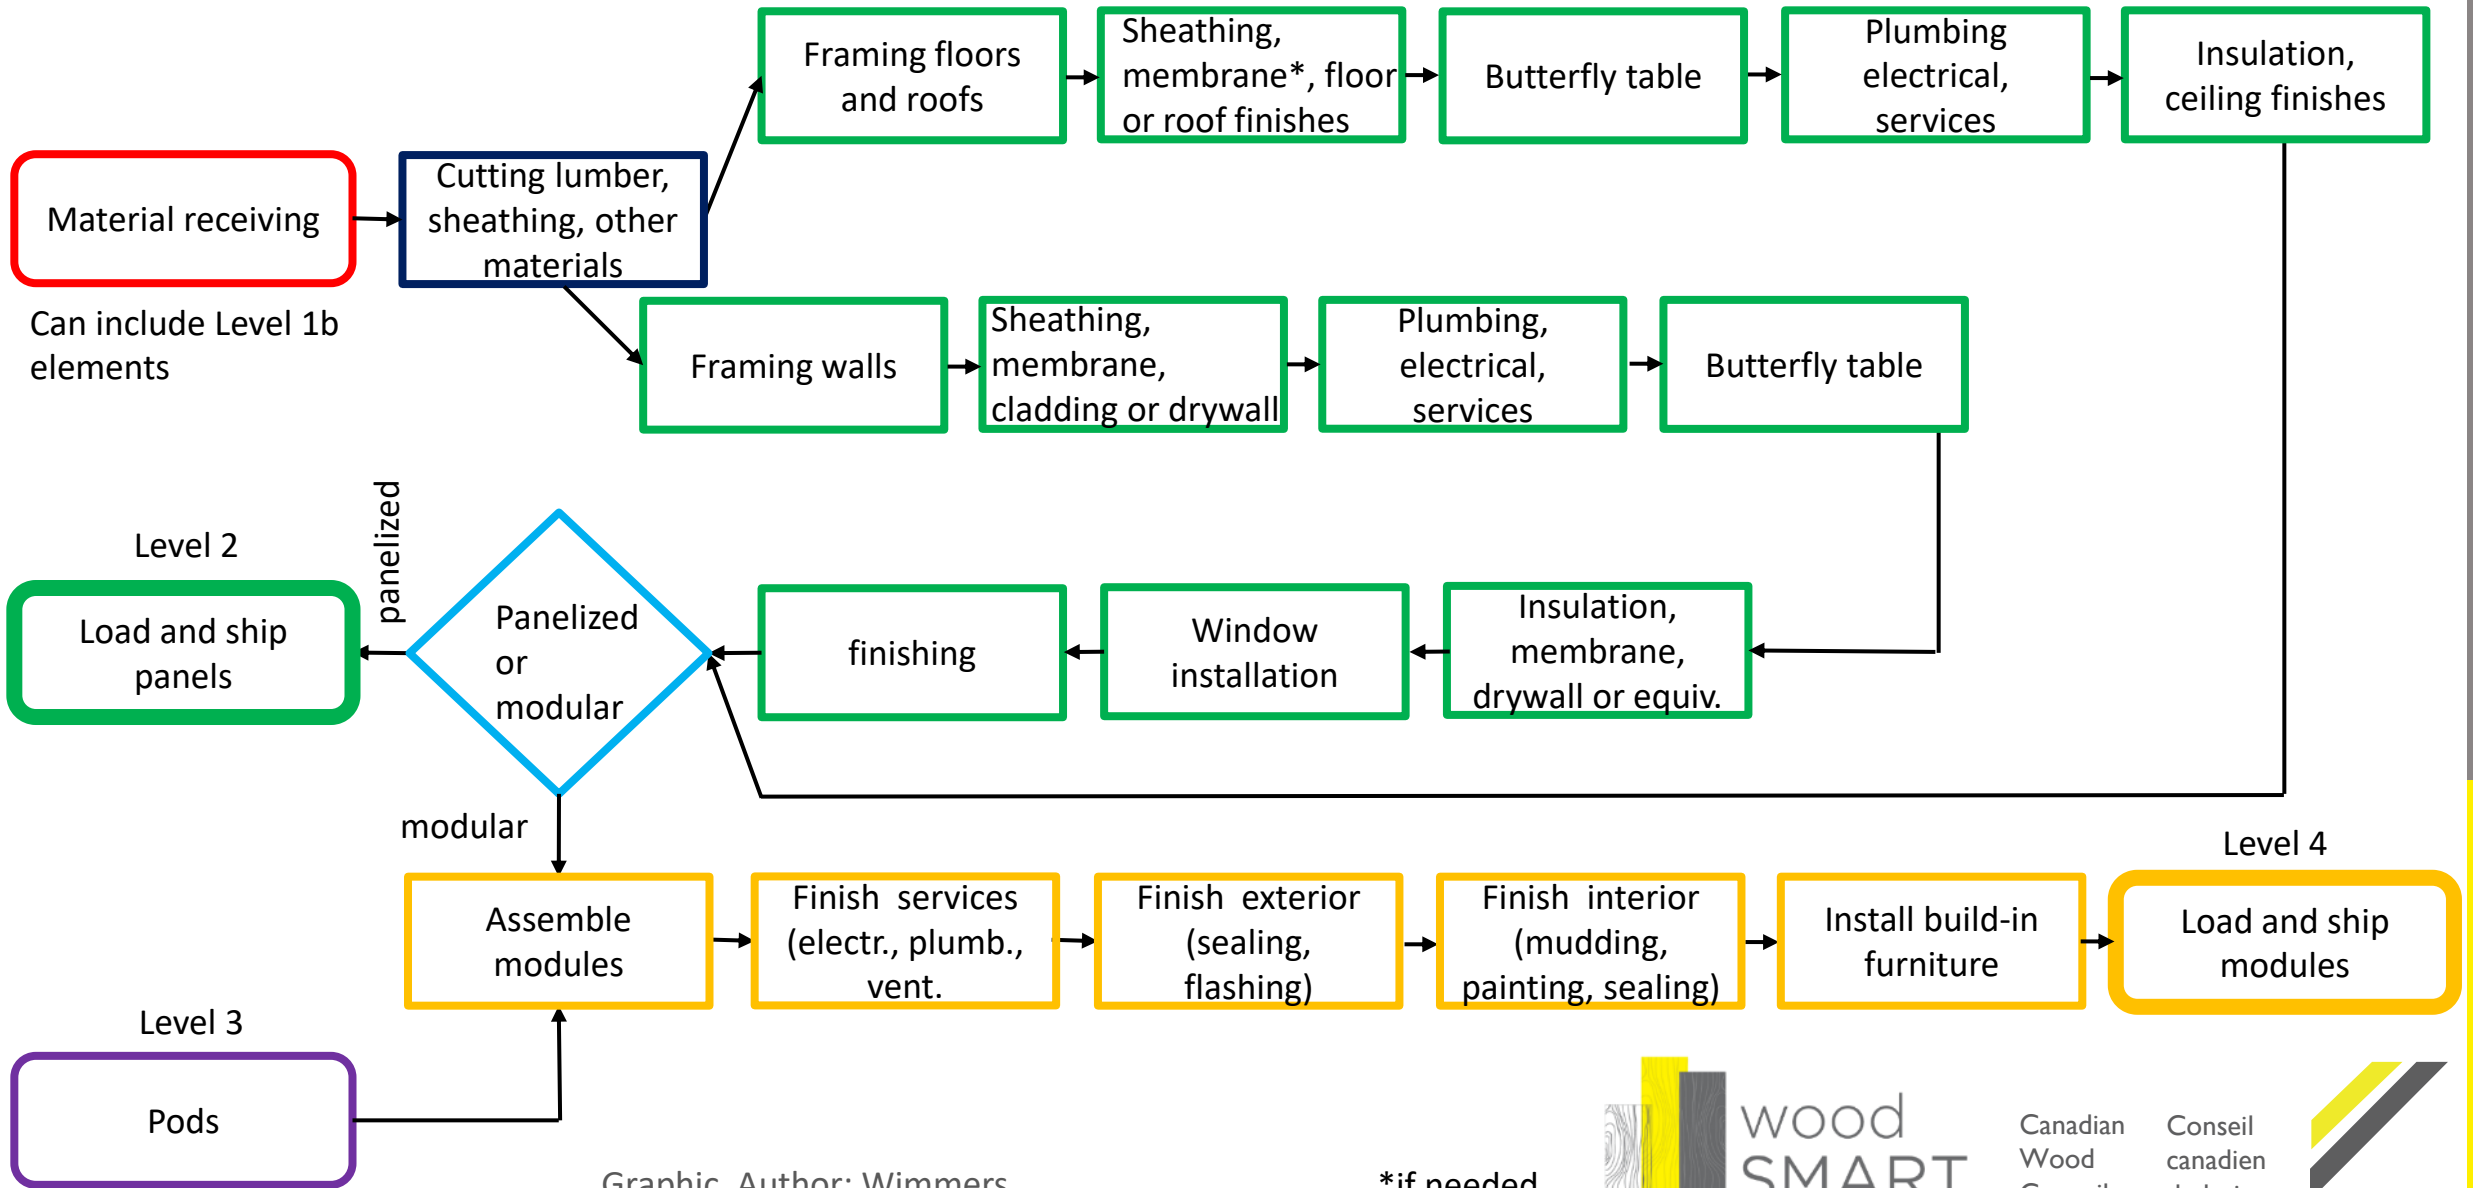 Framing floors
and roofs
Sheathing,
membrane*, floor
or roof finishes
Butterfly table
Plumbing
electrical,
services
Insulation,
ceiling finishes
Material receiving
Cutting lumber,
sheathing, other
materials
Can include Level 1b
elements
Framing walls
Sheathing,
membrane,
cladding or drywall
Plumbing,
electrical,
services
Butterfly table
Level 2
panelized
Load and ship
panels
Panelized
or
modular
finishing
Window
installation
Insulation,
membrane,
drywall or equiv.
modular
Level 4
Assemble
modules
Finish services
(electr., plumb.,
vent.
Finish exterior
(sealing,
flashing)
Finish interior
(mudding,
painting, sealing)
Install build-in
furniture
Load and ship
modules
Level 3
Pods
Graphic Author: Wimmers
*if needed
wood
SMART
Canadian
Wood
Conseil
canadien